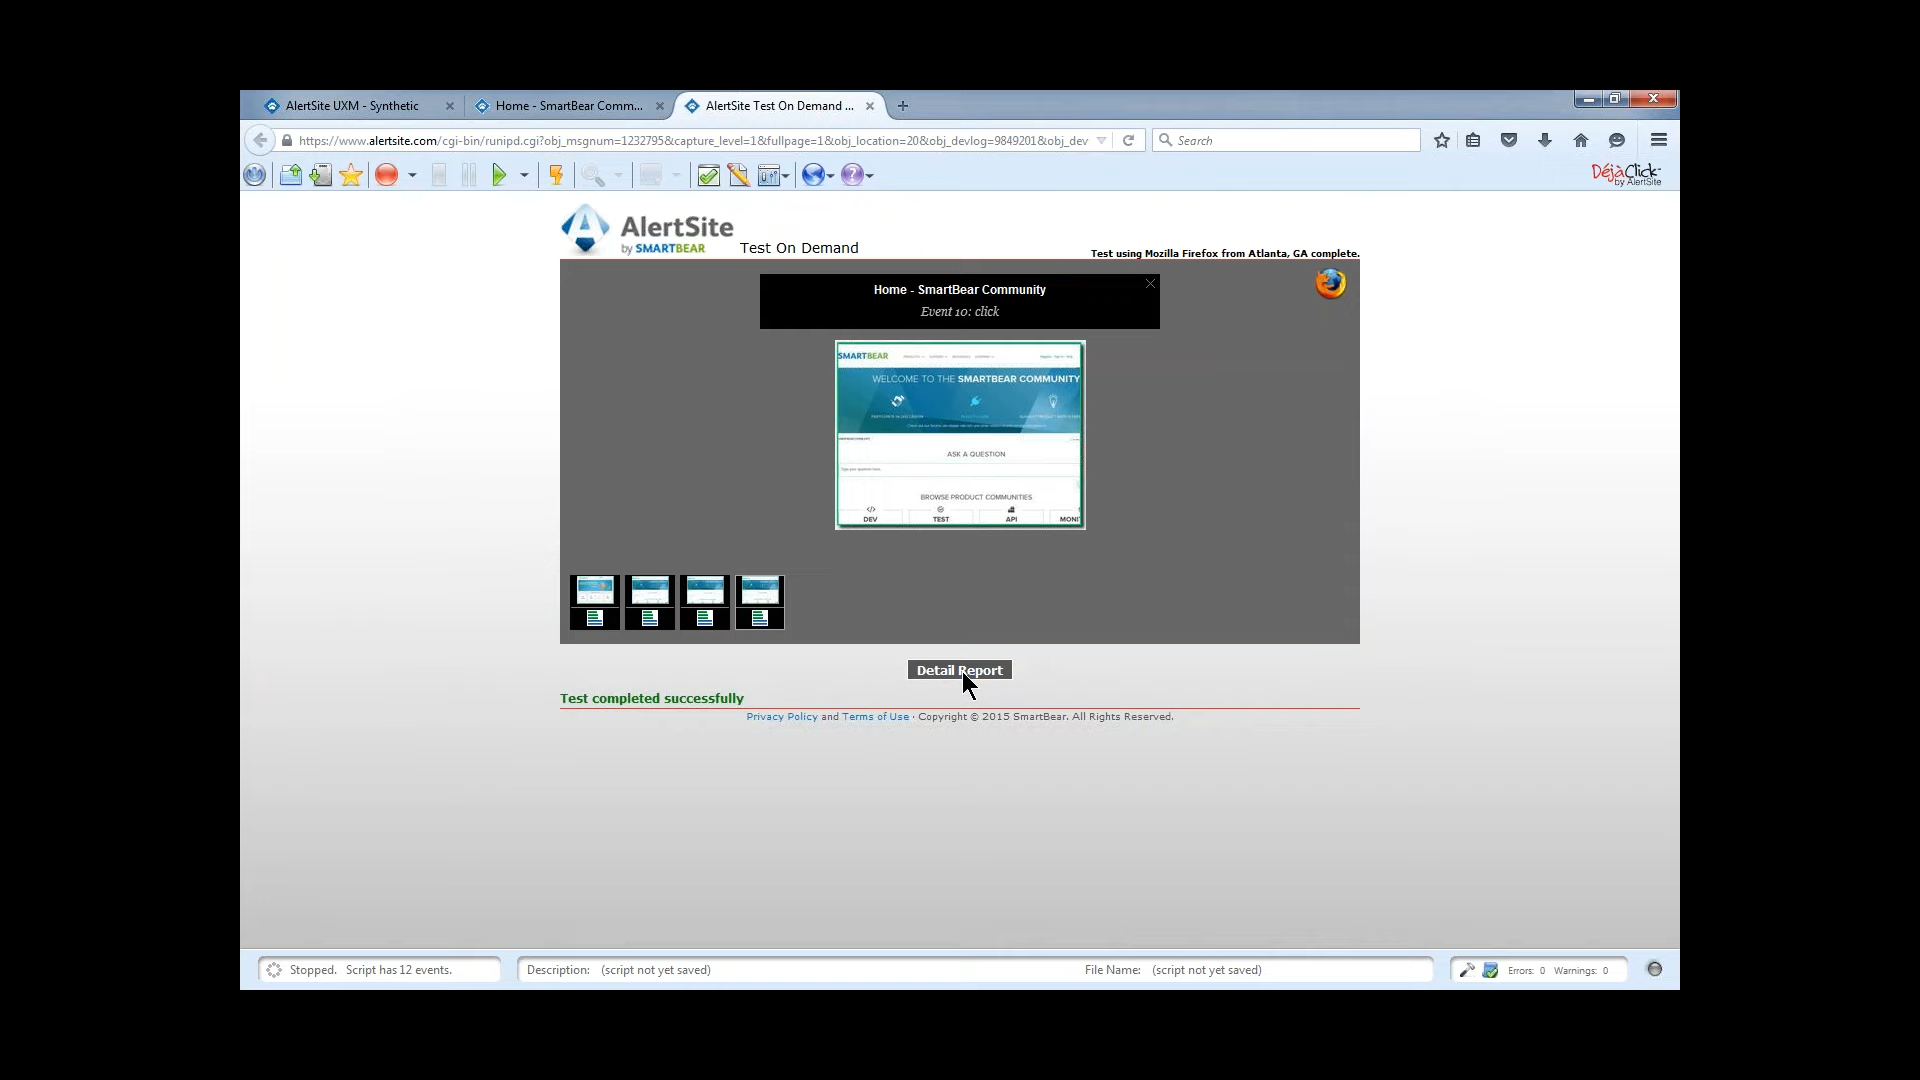 AlertSite UXM - Synthetic
Home - SmartBear Comm...
AlertSite Test On Demand ...
https://www.alertsite.com/cgi-bin/runipd.cgi?obj_msgnum=1232795&capture_level=1&fullpage=1&obj_location=20&obj_devlog=9849201&obj_dev
Search
DéjàClick
by AlertSite
AlertSite
by SMARTBEAR
Test On Demand
Test using Mozilla Firefox from Atlanta, GA complete.
Home - SmartBear Community
Event 10: click
SMARTBEAR
WELCOME TO THE SMARTBEAR COMMUNITY
ASK A QUESTION
BROWSE PRODUCT COMMUNITIES
DEV
TEST
API
MONI
Detail Report
Test completed successfully
Privacy Policy and Terms of Use · Copyright © 2015 SmartBear. All Rights Reserved.
Stopped. Script has 12 events.
Description: (script not yet saved)
File Name: (script not yet saved)
Errors: 0 Warnings: 0